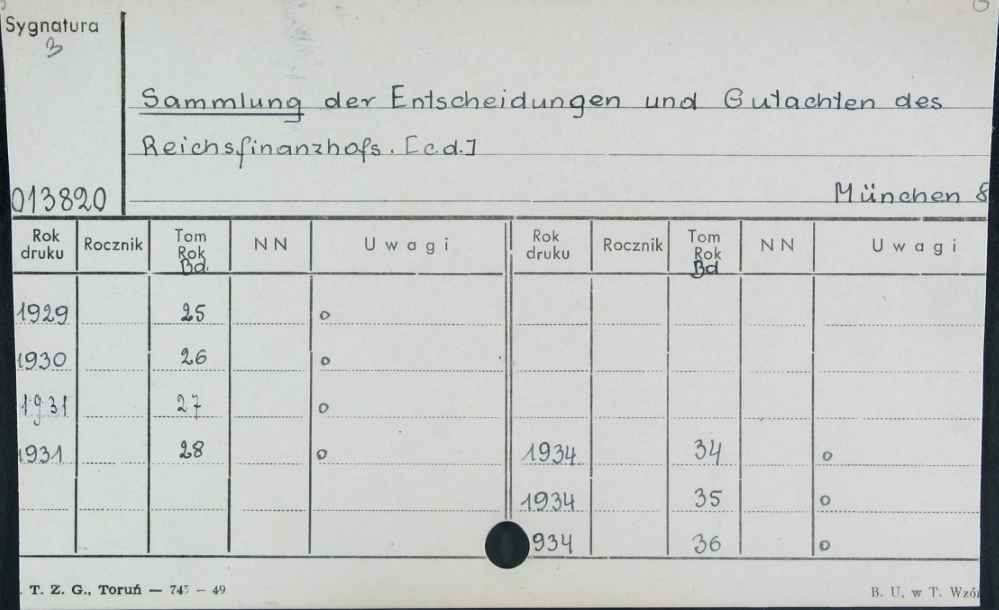 Sygnatura
3
Sammlung der Entscheidungen und Gutachten des
Reichsfinanzhofs. [c.d.]
013820
München 8
Rok druku Rocznik Tom Rok Bd. NN Uwagi Rok druku Rocznik Tom Rok Bd NN Uwagi
1929 25 o
1930 26 o
1931 27 o
1931 28 o 1934 34 o
1934 35 o
934 36 o
T. Z. G., Toruń — 745 — 49
B. U. w T. Wzór